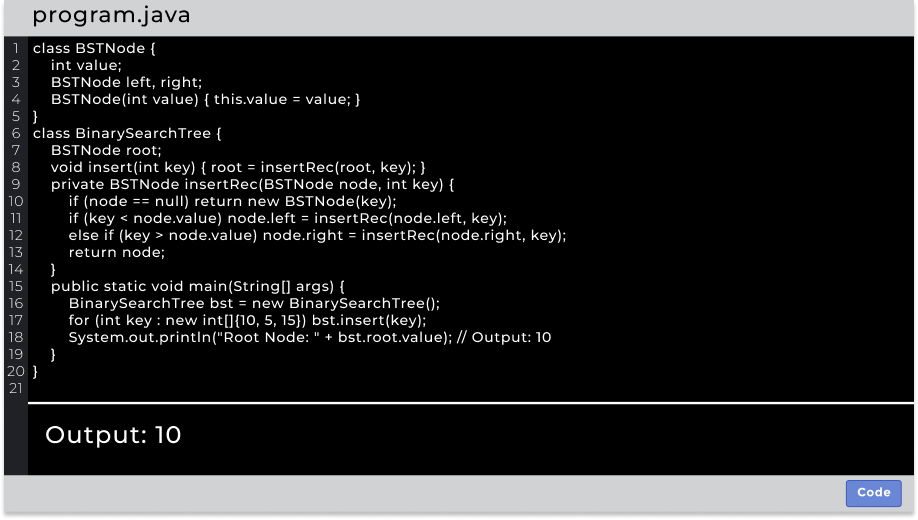 program.java
1 class BSTNode {
2 int value;
3 BSTNode left, right;
4 BSTNode(int value) { this.value = value; }
5 }
6 class BinarySearchTree {
7 BSTNode root;
8 void insert(int key) { root = insertRec(root, key); }
9 private BSTNode insertRec(BSTNode node, int key) {
10 if (node == null) return new BSTNode(key);
11 if (key < node.value) node.left = insertRec(node.left, key);
12 else if (key > node.value) node.right = insertRec(node.right, key);
13 return node;
14 }
15 public static void main(String[] args) {
16 BinarySearchTree bst = new BinarySearchTree();
17 for (int key : new int[]{10, 5, 15}) bst.insert(key);
18 System.out.println("Root Node: " + bst.root.value); // Output: 10
19 }
20 }
21
Output: 10
Code